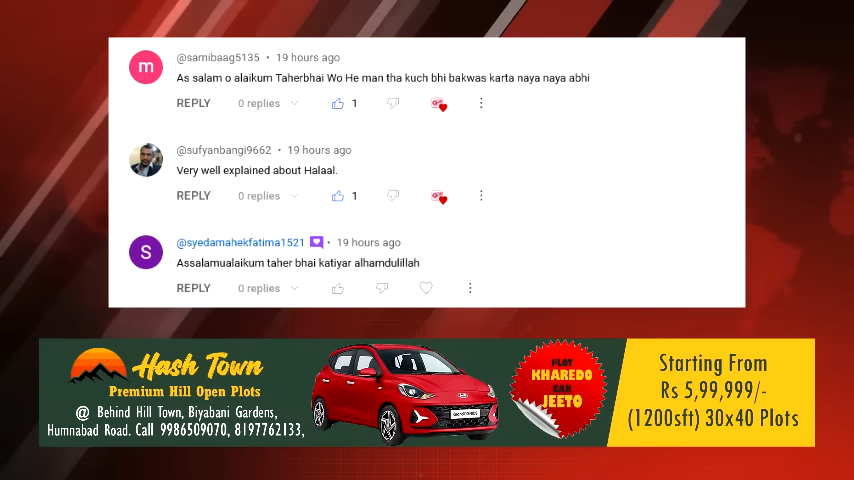 @samibaag5135 • 19 hours ago
As salam o alaikum Taherbhai Wo He man tha kuch bhi bakwas karta naya naya abhi
REPLY 0 replies 1
@sufyanbangi9662 • 19 hours ago
Very well explained about Halaal.
REPLY 0 replies 1
@syedamahekfatima1521 • 19 hours ago
Assalamualaikum taher bhai katiyar alhamdulillah
REPLY 0 replies
Hash Town
Premium Hill Open Plots
@ Behind Hill Town, Biyabani Gardens,
Humnabad Road. Call 9986509070, 8197762133,
PLOT
KHAREDO
CAR
JEETO
Starting From
Rs 5,99,999/-
(1200sft) 30x40 Plots